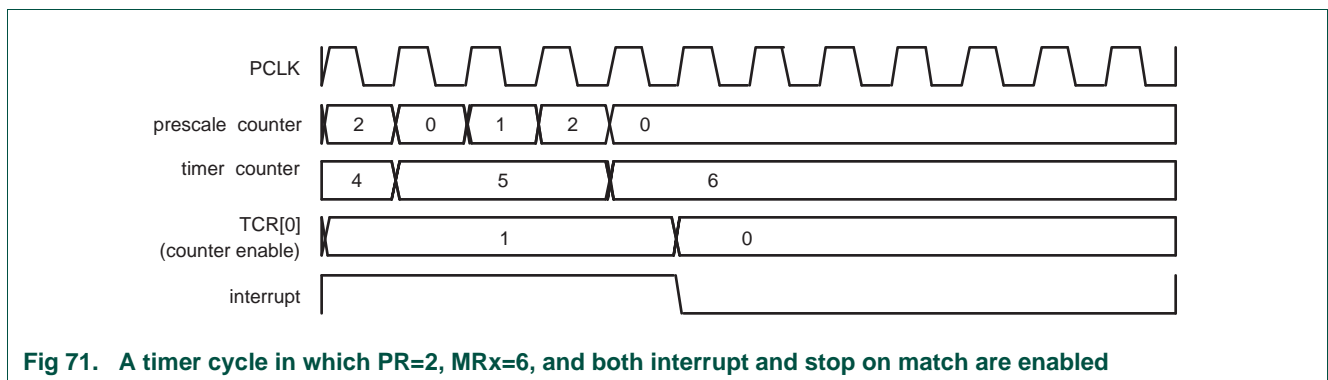 PCLK
prescale counter 2 0 1 2 0
timer counter 4 5 6
TCR[0]
(counter enable) 1 0
interrupt
Fig 71. A timer cycle in which PR=2, MRx=6, and both interrupt and stop on match are enabled